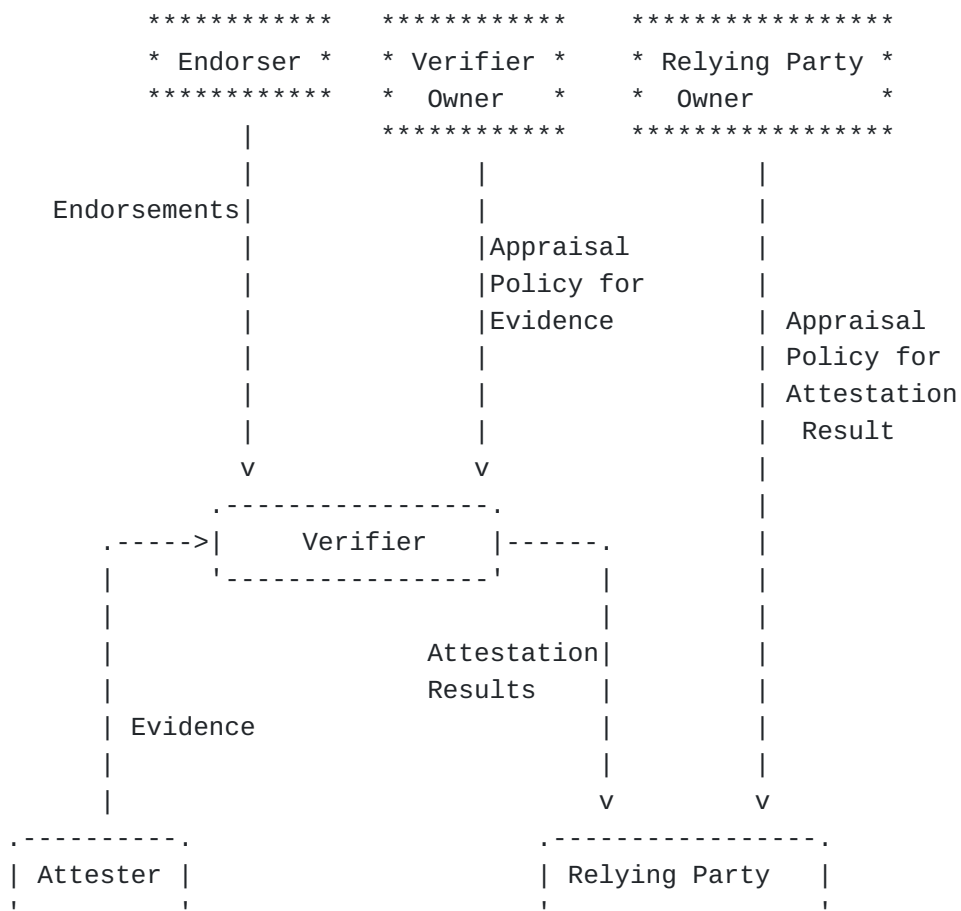 ************   ************    *****************
* Endorser *   * Verifier *    * Relying Party *
************   *  Owner   *    *  Owner        *
      |        ************    *****************
      |              |                 |
Endorsements|        |                 |
      |              |Appraisal        |
      |              |Policy for       |
      |              |Evidence         | Appraisal
      |              |                 | Policy for
      |              |                 | Attestation
      |              |                 |  Result
      v              v                 |
.-----------------.                    |
.----->|     Verifier    |------.      |
|      '-----------------'      |      |
|                               |      |
|                    Attestation|      |
|                    Results    |      |
| Evidence                      |      |
|                               |      |
|                               v      v
.----------.                      .-----------------.
| Attester |                      | Relying Party   |
'          '                      '                 '